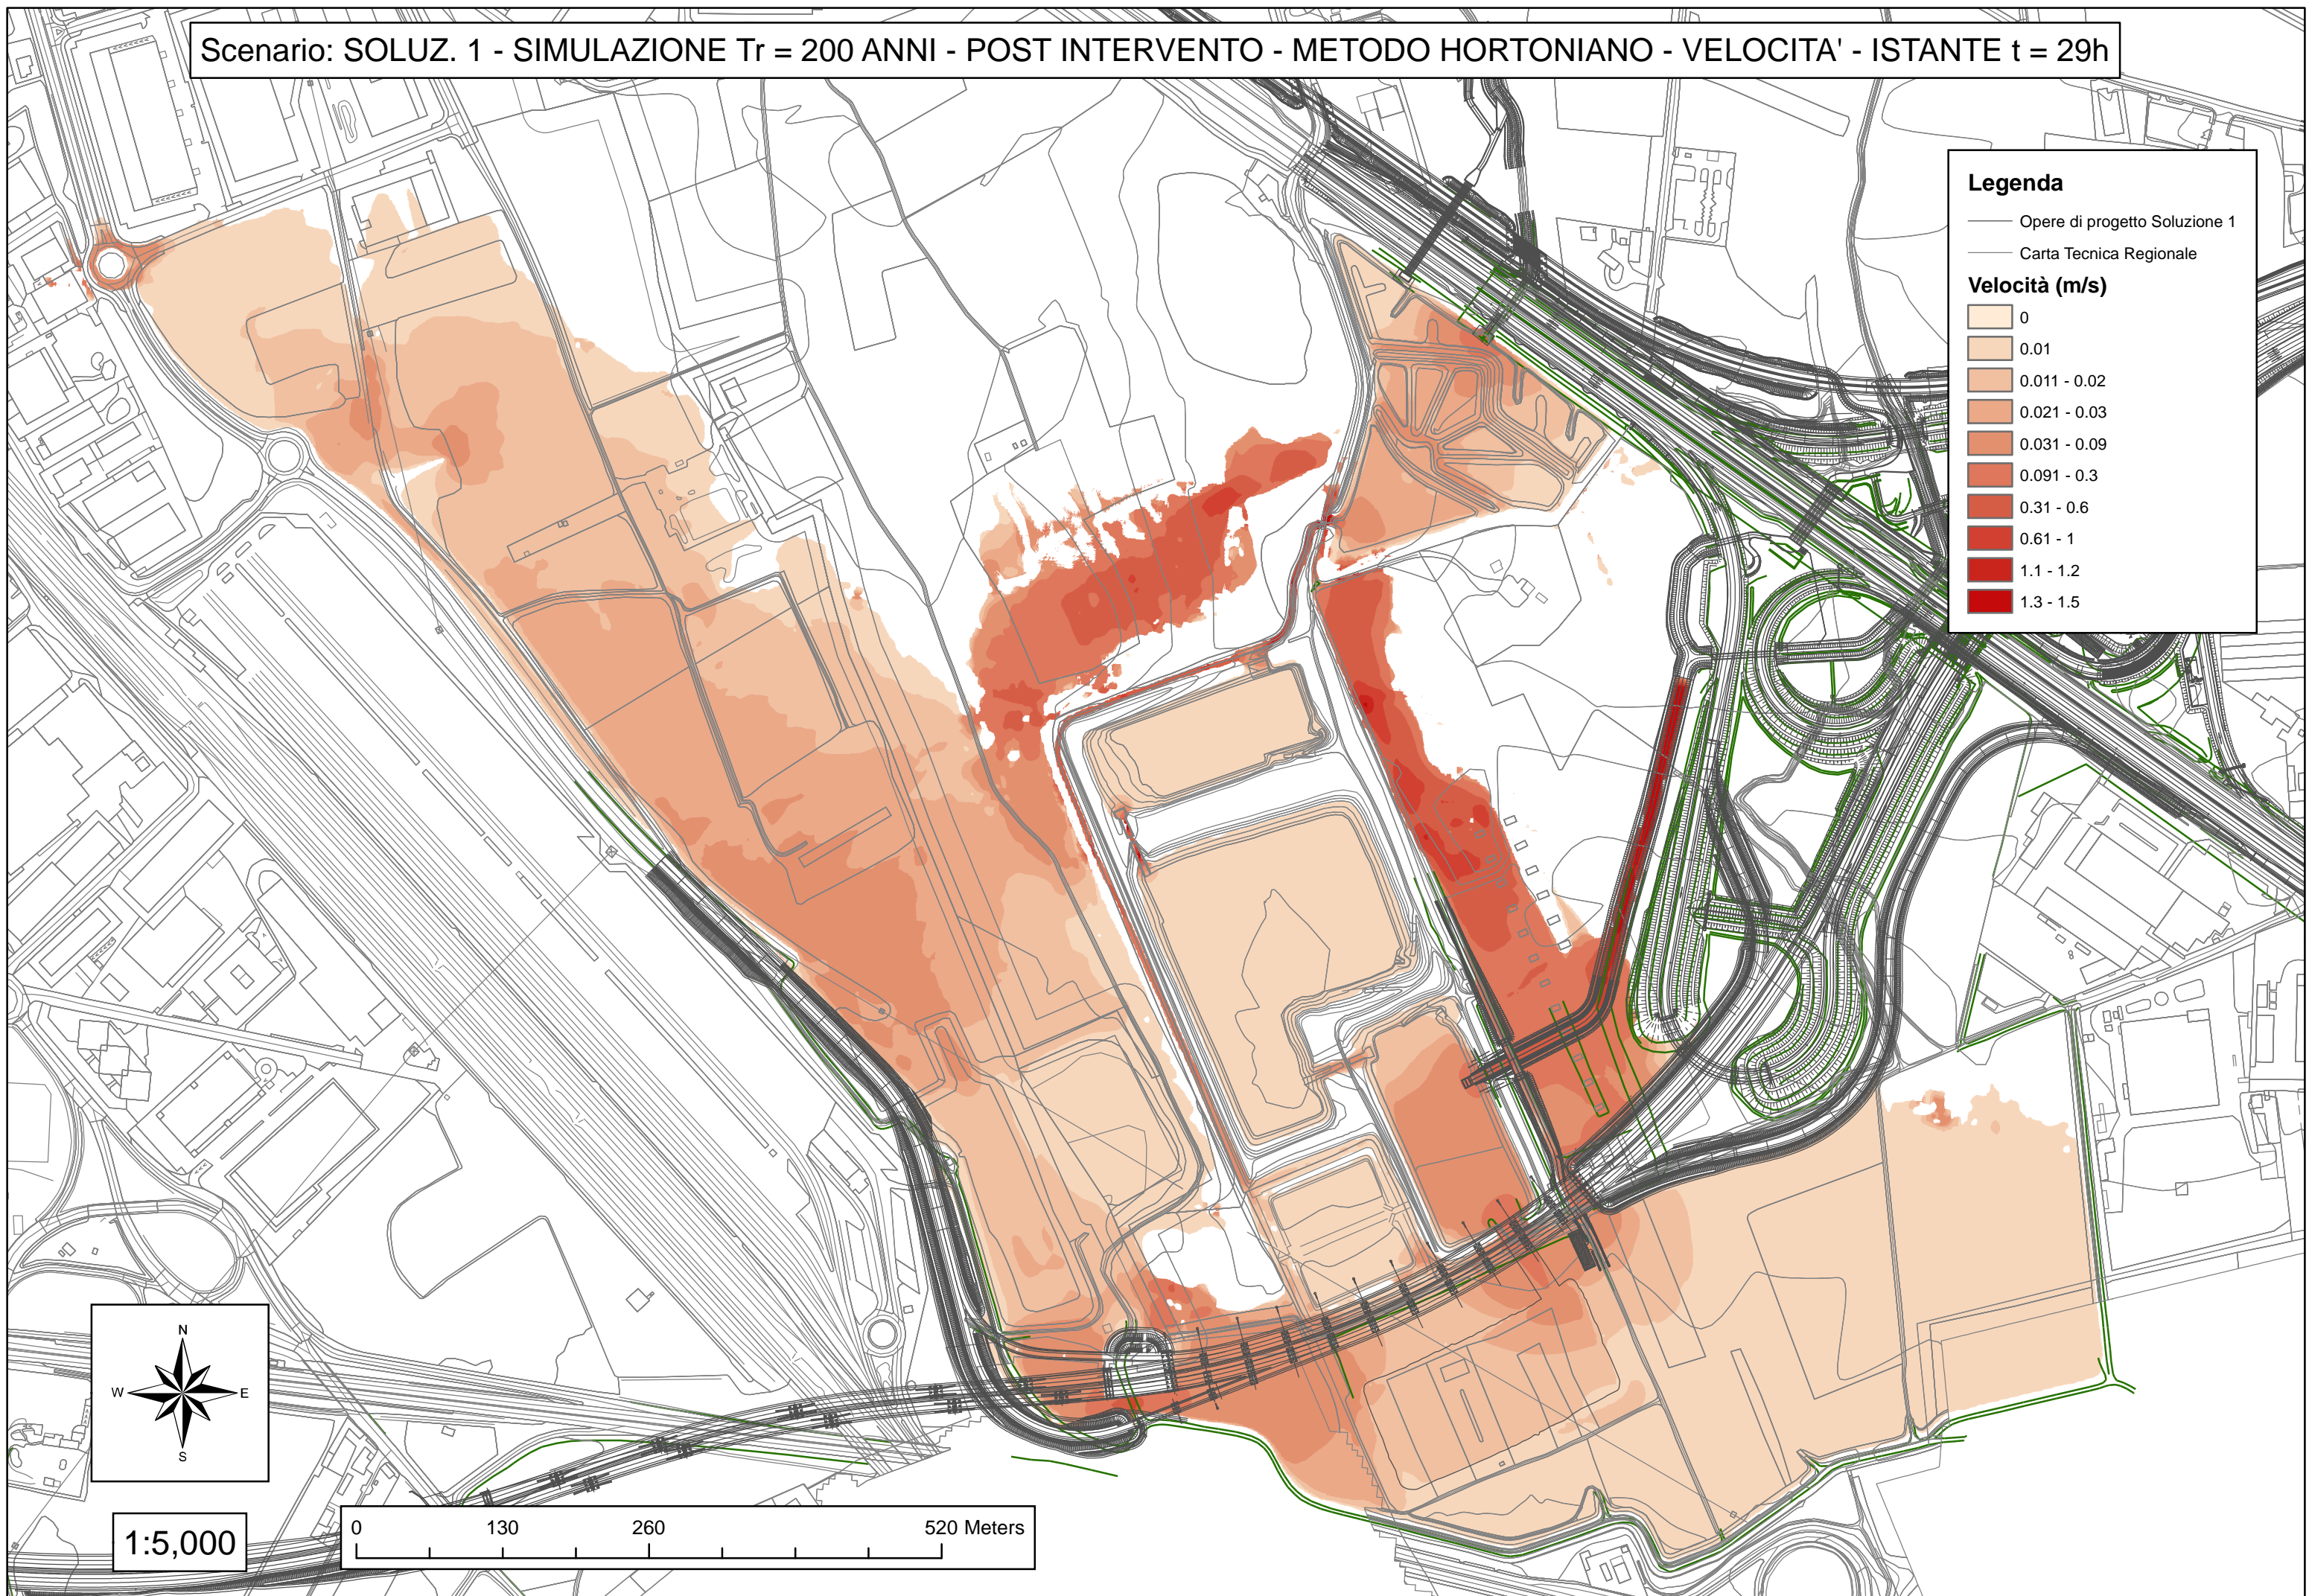 Scenario: SOLUZ. 1 - SIMULAZIONE Tr = 200 ANNI - POST INTERVENTO - METODO HORTONIANO - VELOCITA' - ISTANTE t = 29h
Legenda
Opere di progetto Soluzione 1
Carta Tecnica Regionale
Velocità (m/s)
0
0.01
0.011 - 0.02
0.021 - 0.03
0.031 - 0.09
0.091 - 0.3
0.31 - 0.6
0.61 - 1
1.1 - 1.2
1.3 - 1.5
N
W
E
S
1:5,000
0 130 260 520 Meters